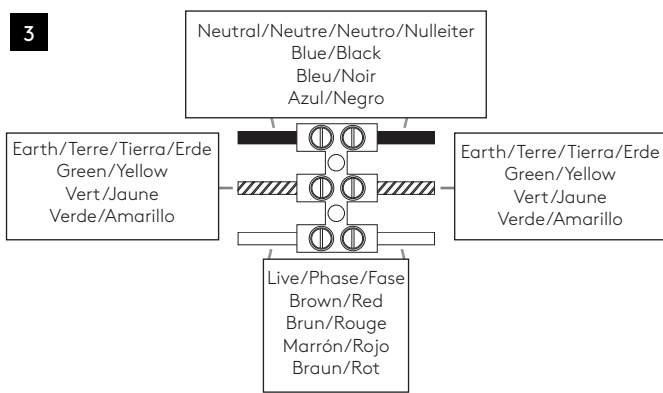 3
Neutral/Neutre/Neutro/Nulleiter
Blue/Black
Bleu/Noir
Azul/Negro
Earth/Terre/Tierra/Erde
Green/Yellow
Vert/Jaune
Verde/Amarillo
Earth/Terre/Tierra/Erde
Green/Yellow
Vert/Jaune
Verde/Amarillo
Live/Phase/Fase
Brown/Red
Brun/Rouge
Marrón/Rojo
Braun/Rot